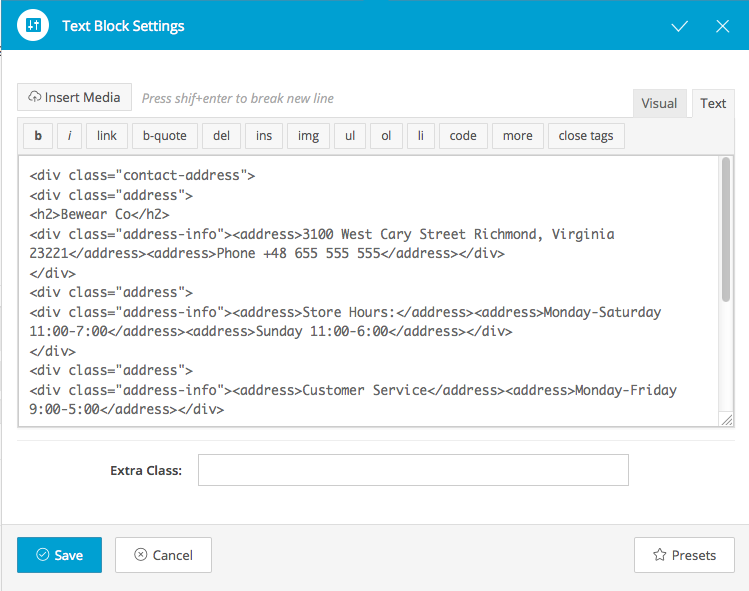 Text Block Settings
Insert Media Press shif+enter to break new line Visual Text
b i link b-quote del ins img ul ol li code more close tags
<div class="contact-address">
<div class="address">
<h2>Bewear Co</h2>
<div class="address-info"><address>3100 West Cary Street Richmond, Virginia
23221</address><address>Phone +48 655 555 555</address></div>
</div>
<div class="address">
<div class="address-info"><address>Store Hours:</address><address>Monday-Saturday
11:00-7:00</address><address>Sunday 11:00-6:00</address></div>
</div>
<div class="address">
<div class="address-info"><address>Customer Service</address><address>Monday-Friday
9:00-5:00</address></div>
Extra Class:
Save Cancel Presets